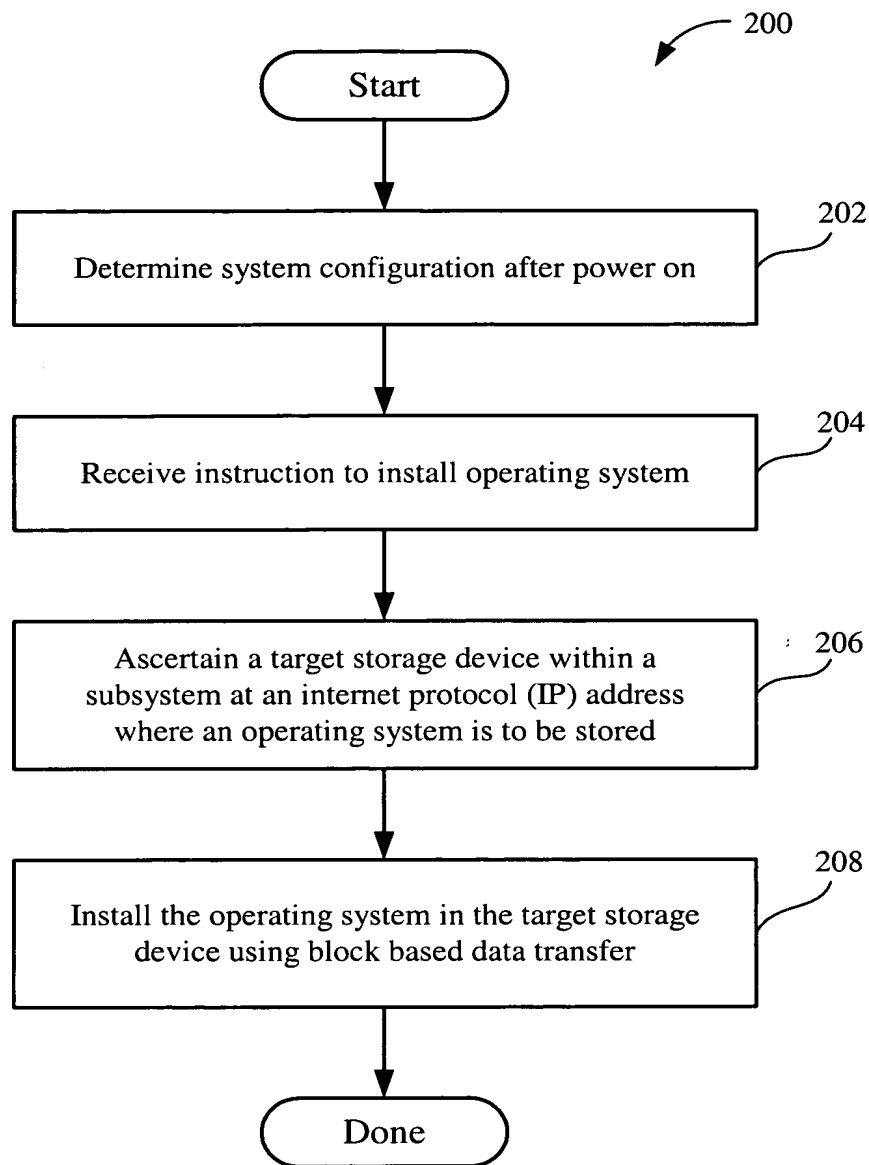 200
Start
202
Determine system configuration after power on
204
Receive instruction to install operating system
206
Ascertain a target storage device within a
subsystem at an internet protocol (IP) address
where an operating system is to be stored
208
Install the operating system in the target storage
device using block based data transfer
Done